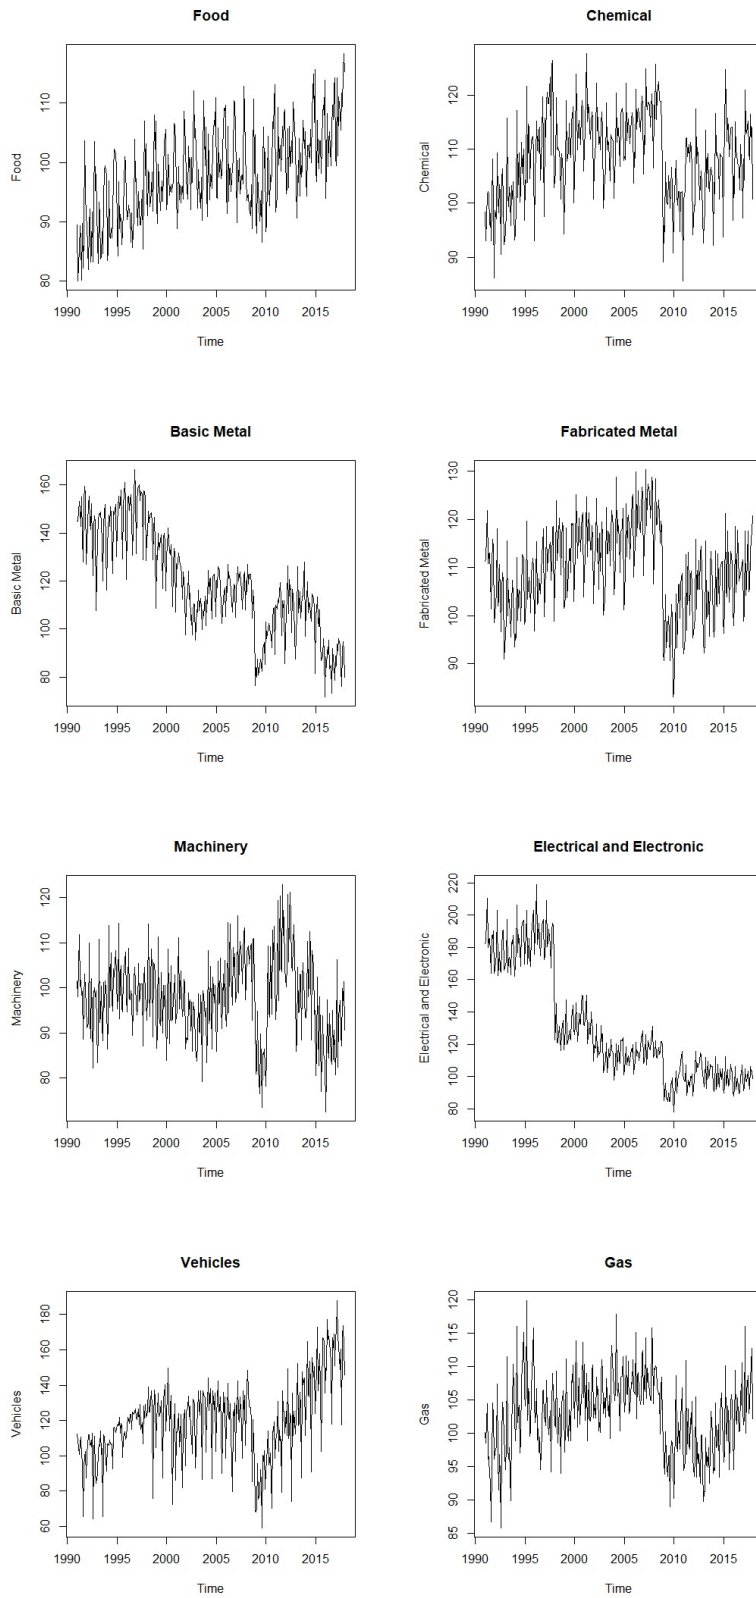 Food
Chemical
Food
80 90 100 110
1990 1995 2000 2005 2010 2015
Time
Chemical
90 100 110 120
1990 1995 2000 2005 2010 2015
Time
Basic Metal
Fabricated Metal
Basic Metal
80 100 120 140 160
1990 1995 2000 2005 2010 2015
Time
Fabricated Metal
90 100 110 120 130
1990 1995 2000 2005 2010 2015
Time
Machinery
Electrical and Electronic
Machinery
80 90 100 110 120
1990 1995 2000 2005 2010 2015
Time
Electrical and Electronic
80 100 120 140 160 180 200 220
1990 1995 2000 2005 2010 2015
Time
Vehicles
Gas
Vehicles
60 80 100 120 140 160 180
1990 1995 2000 2005 2010 2015
Time
Gas
85 90 95 100 105 110 115 120
1990 1995 2000 2005 2010 2015
Time